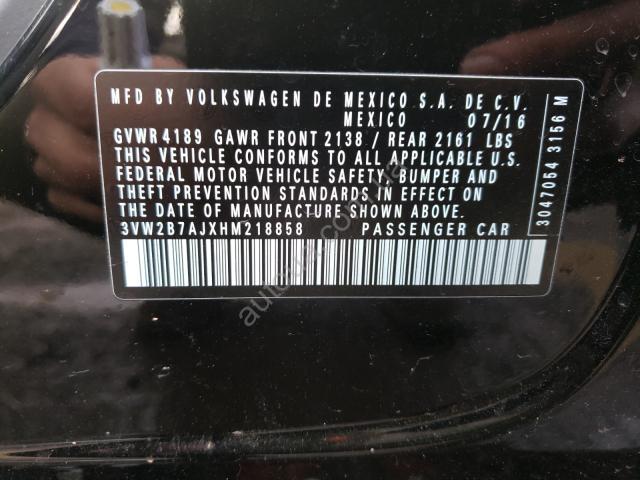 MFD BY VOLKSWAGEN DE MEXICO S.A. DE C.V.
MEXICO 07/16
GVWR 4189 GAWR FRONT 2138 / REAR 2161 LBS
THIS VEHICLE CONFORMS TO ALL APPLICABLE U.S.
FEDERAL MOTOR VEHICLE SAFETY, BUMPER AND
THEFT PREVENTION STANDARDS IN EFFECT ON
THE DATE OF MANUFACTURE SHOWN ABOVE.
3VW2B7AJXHM218858 PASSENGER CAR
3047054 3156 M